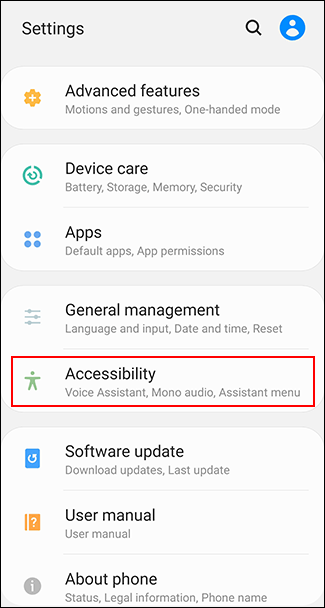 Settings
Advanced features
Motions and gestures, One-handed mode
Device care
Battery, Storage, Memory, Security
Apps
Default apps, App permissions
General management
Language and input, Date and time, Reset
Accessibility
Voice Assistant, Mono audio, Assistant menu
Software update
Download updates, Last update
User manual
User manual
About phone
Status, Legal information, Phone name